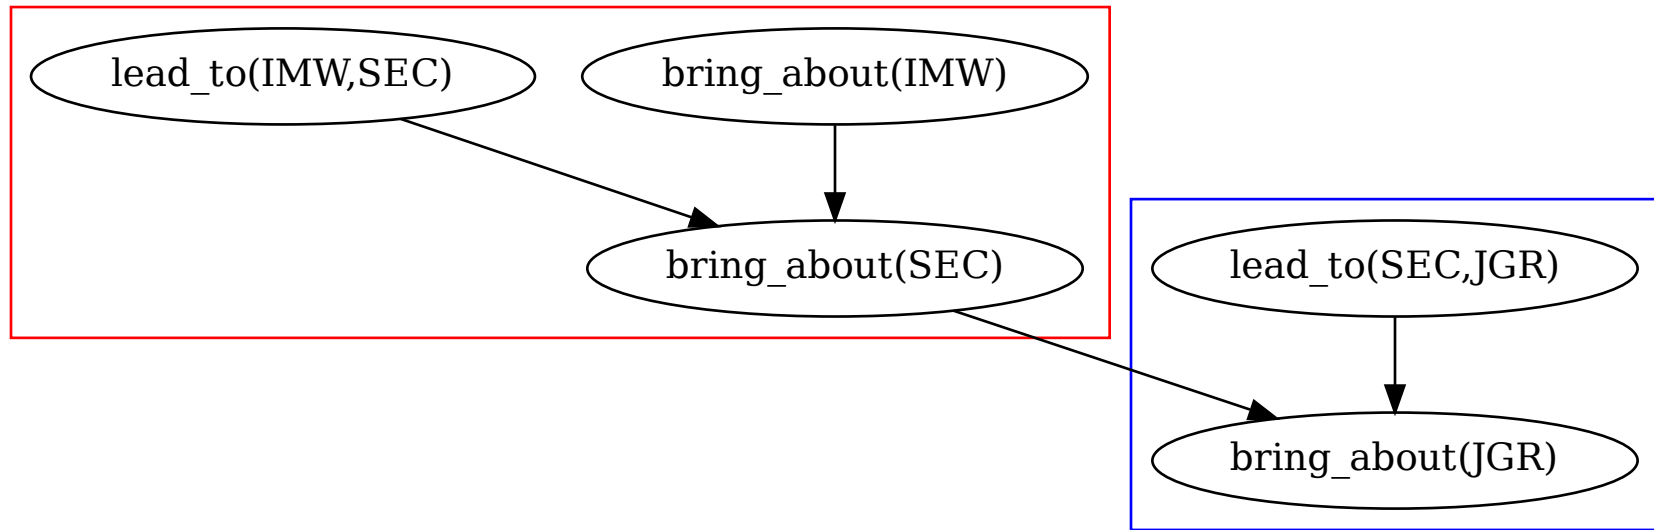 lead_to(IMW,SEC)
bring_about(IMW)
bring_about(SEC)
lead_to(SEC,JGR)
bring_about(JGR)